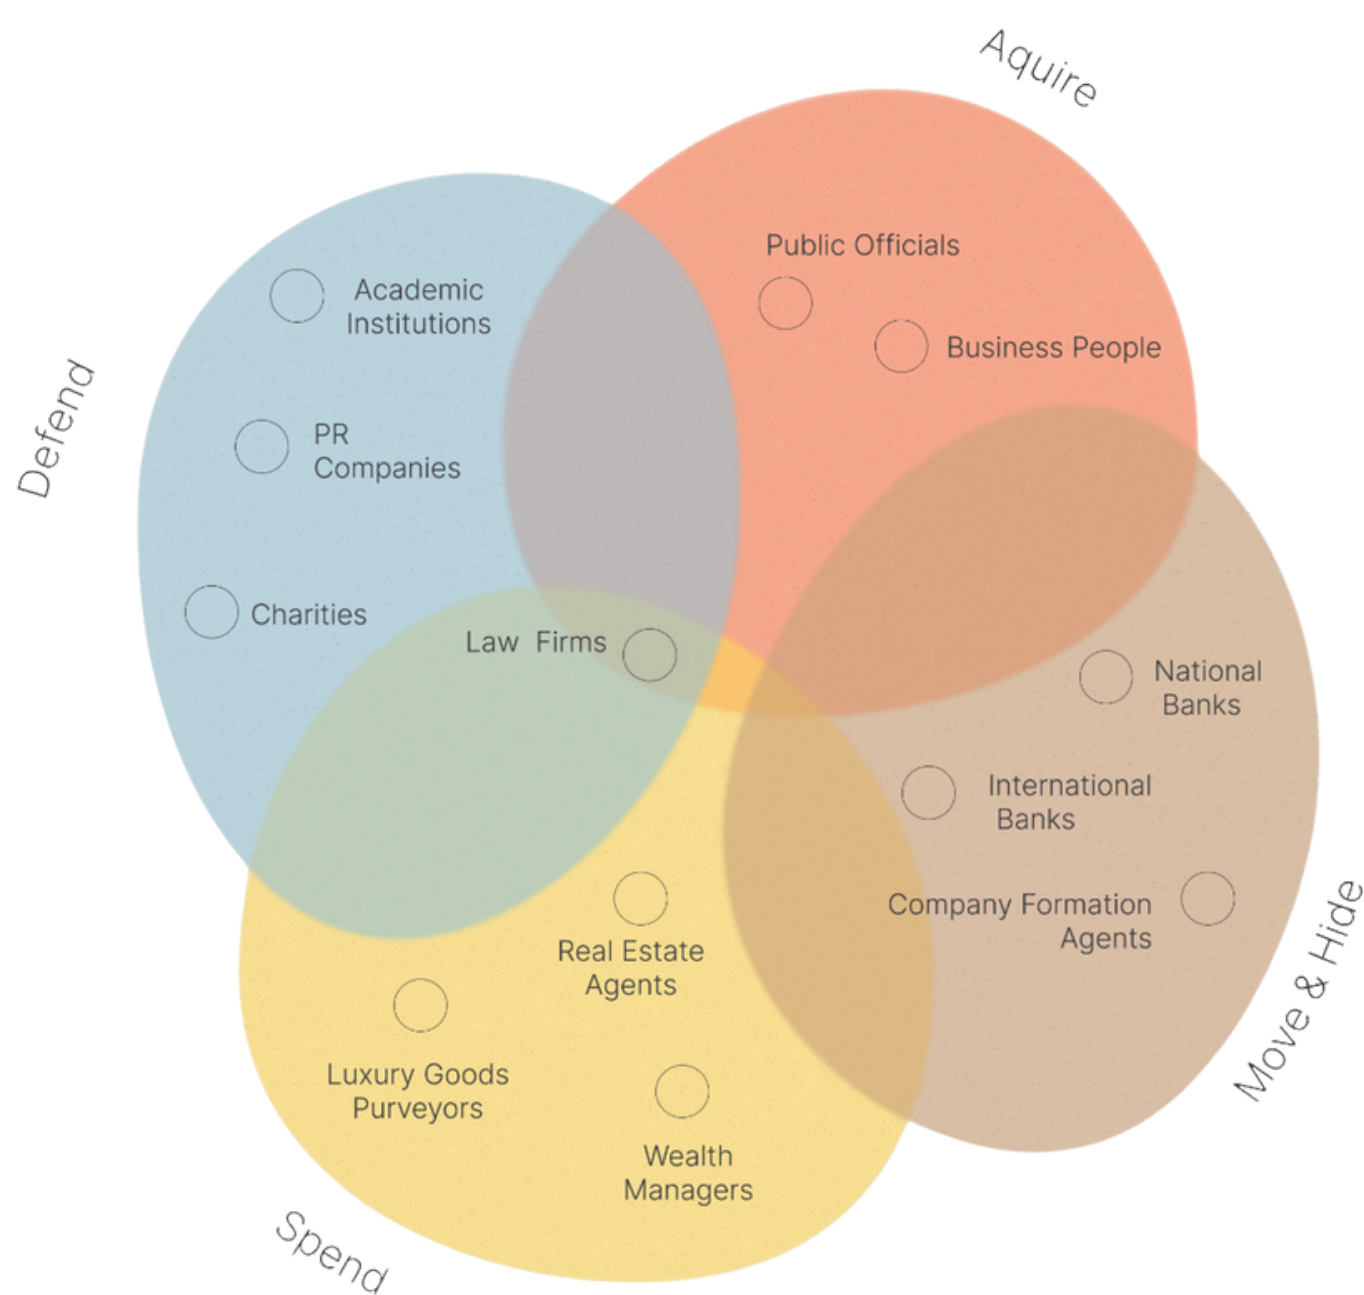 Aquire
Defend
Public Officials
Business People
Academic
Institutions
PR
Companies
Charities
Law Firms
National
Banks
International
Banks
Company Formation
Agents
Real Estate
Agents
Luxury Goods
Purveyors
Wealth
Managers
Move & Hide
Spend